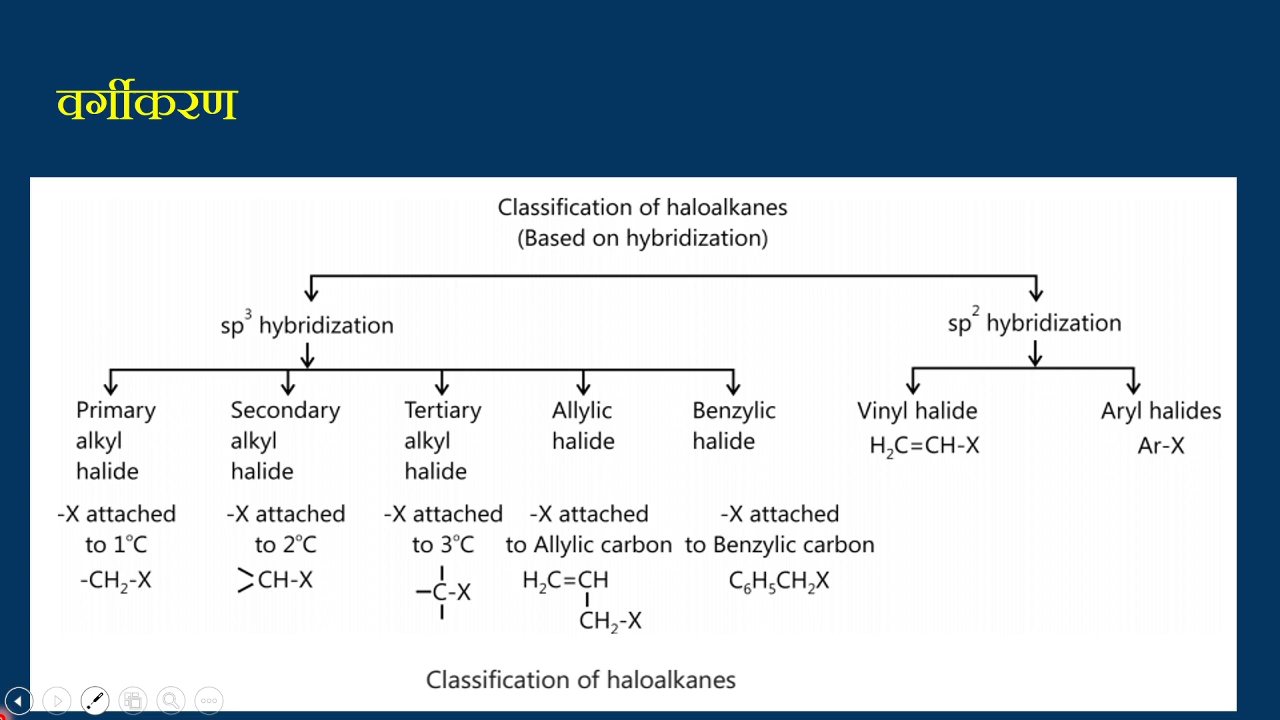 वर्गीकरण
Classification of haloalkanes
(Based on hybridization)
sp³ hybridization
sp² hybridization
Primary
alkyl
halide
Secondary
alkyl
halide
Tertiary
alkyl
halide
Allylic
halide
Benzylic
halide
Vinyl halide
H₂C=CH-X
Aryl halides
Ar-X
-X attached
to 1°C
-CH₂-X
-X attached
to 2°C
>CH-X
-X attached
to 3°C
-C-X
-X attached
to Allylic carbon
H₂C=CH
CH₂-X
-X attached
to Benzylic carbon
C₆H₅CH₂X
Classification of haloalkanes